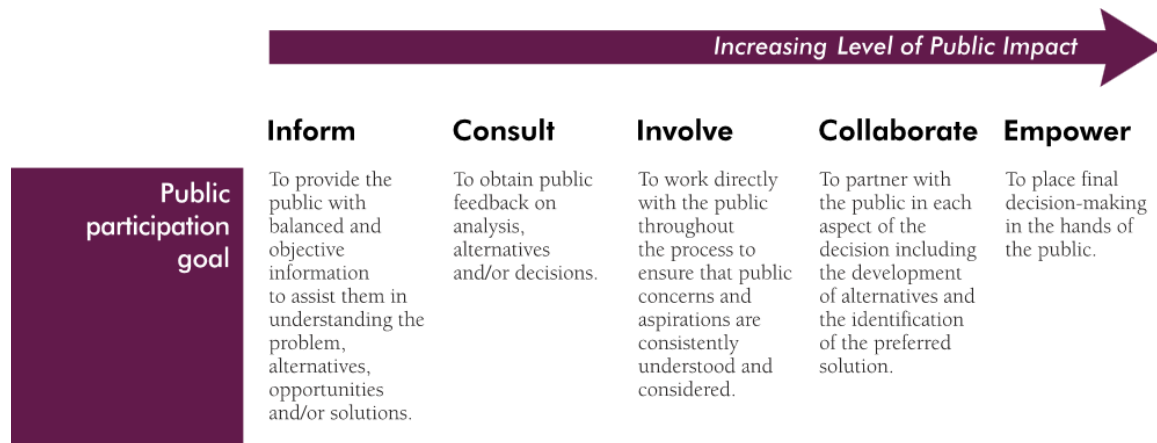 Increasing Level of Public Impact
Inform
Consult
Involve
Collaborate
Empower
Public
participation
goal
To provide the
public with
balanced and
objective
information
to assist them in
understanding the
problem,
alternatives,
opportunities
and/or solutions.
To obtain public
feedback on
analysis,
alternatives
and/or decisions.
To work directly
with the public
throughout
the process to
ensure that public
concerns and
aspirations are
consistently
understood and
considered.
To partner with
the public in each
aspect of the
decision including
the development
of alternatives and
the identification
of the preferred
solution.
To place final
decision-making
in the hands of
the public.